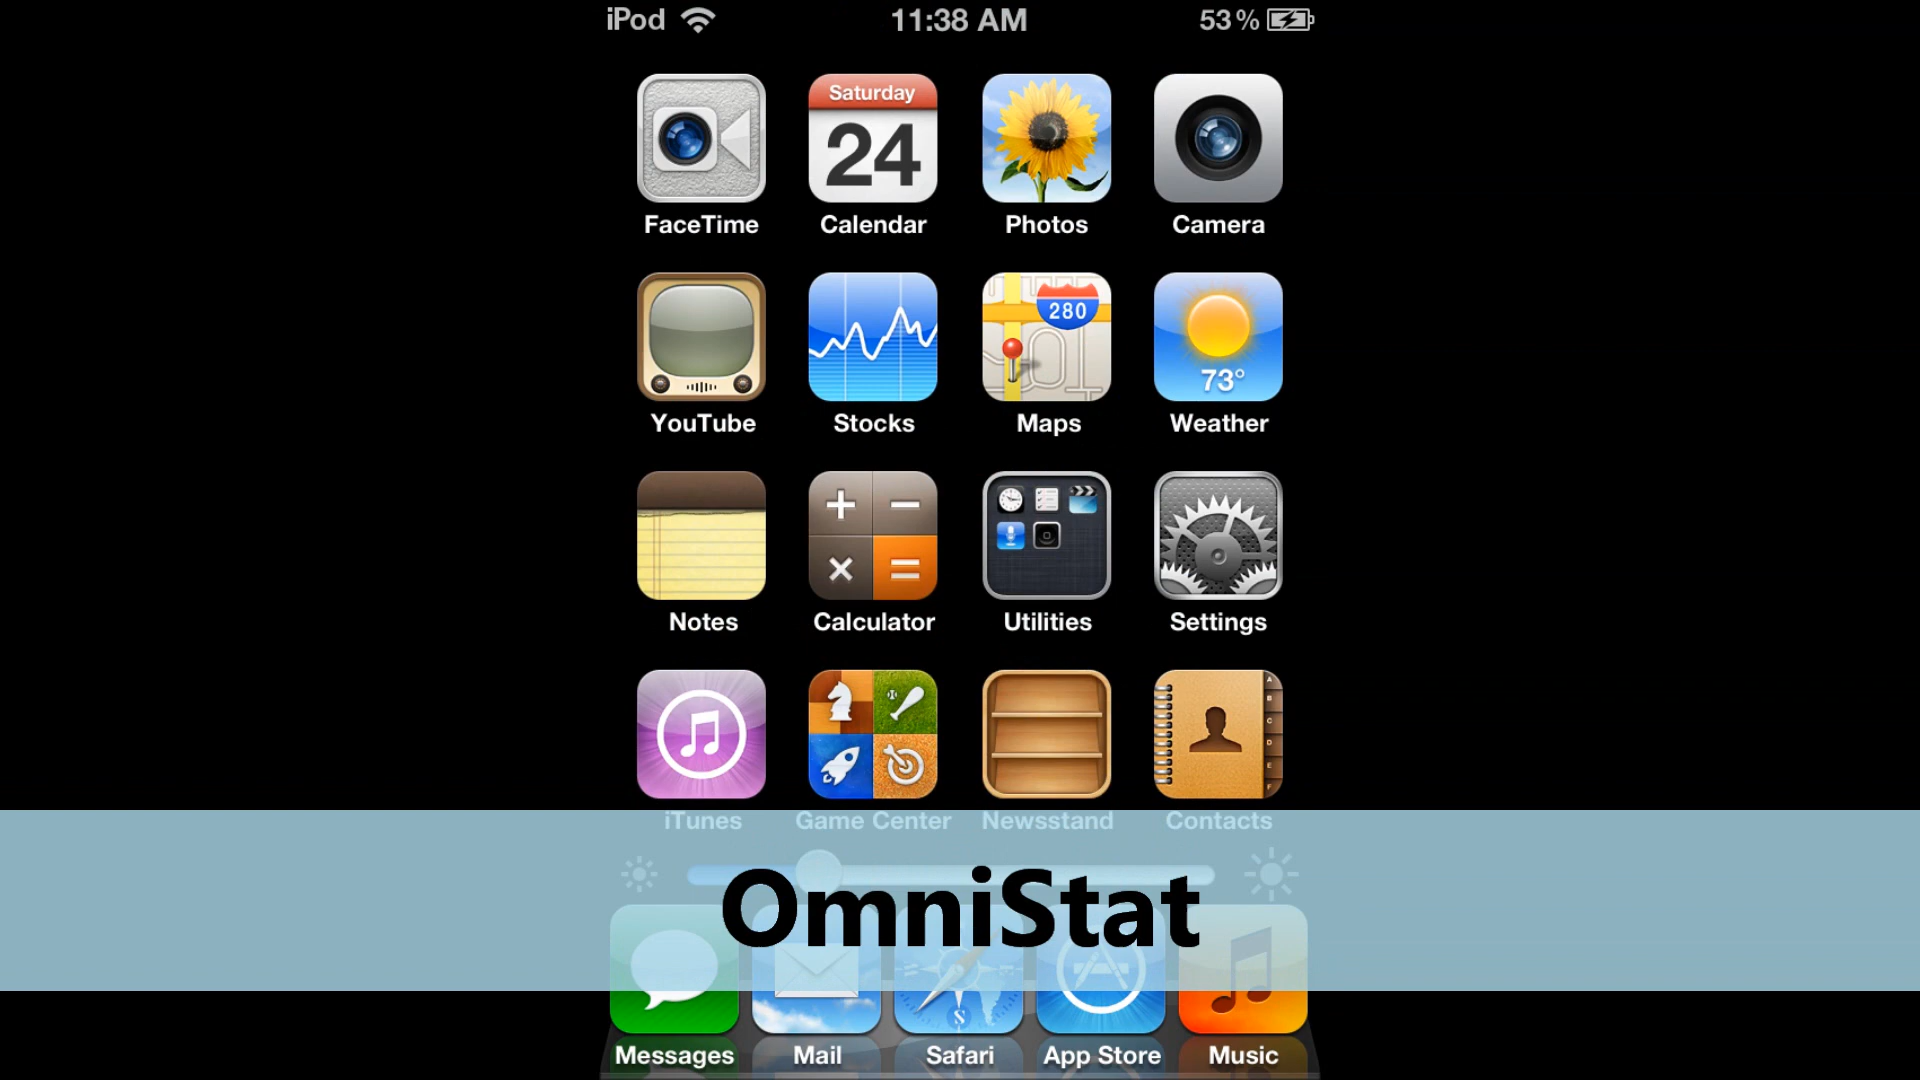 iPod 11:38 AM 53%
Saturday
24
FaceTime Calendar Photos Camera
280
73°
YouTube Stocks Maps Weather
Notes Calculator Utilities Settings
iTunes Game Center Newsstand Contacts
OmniStat
Messages Mail Safari App Store Music